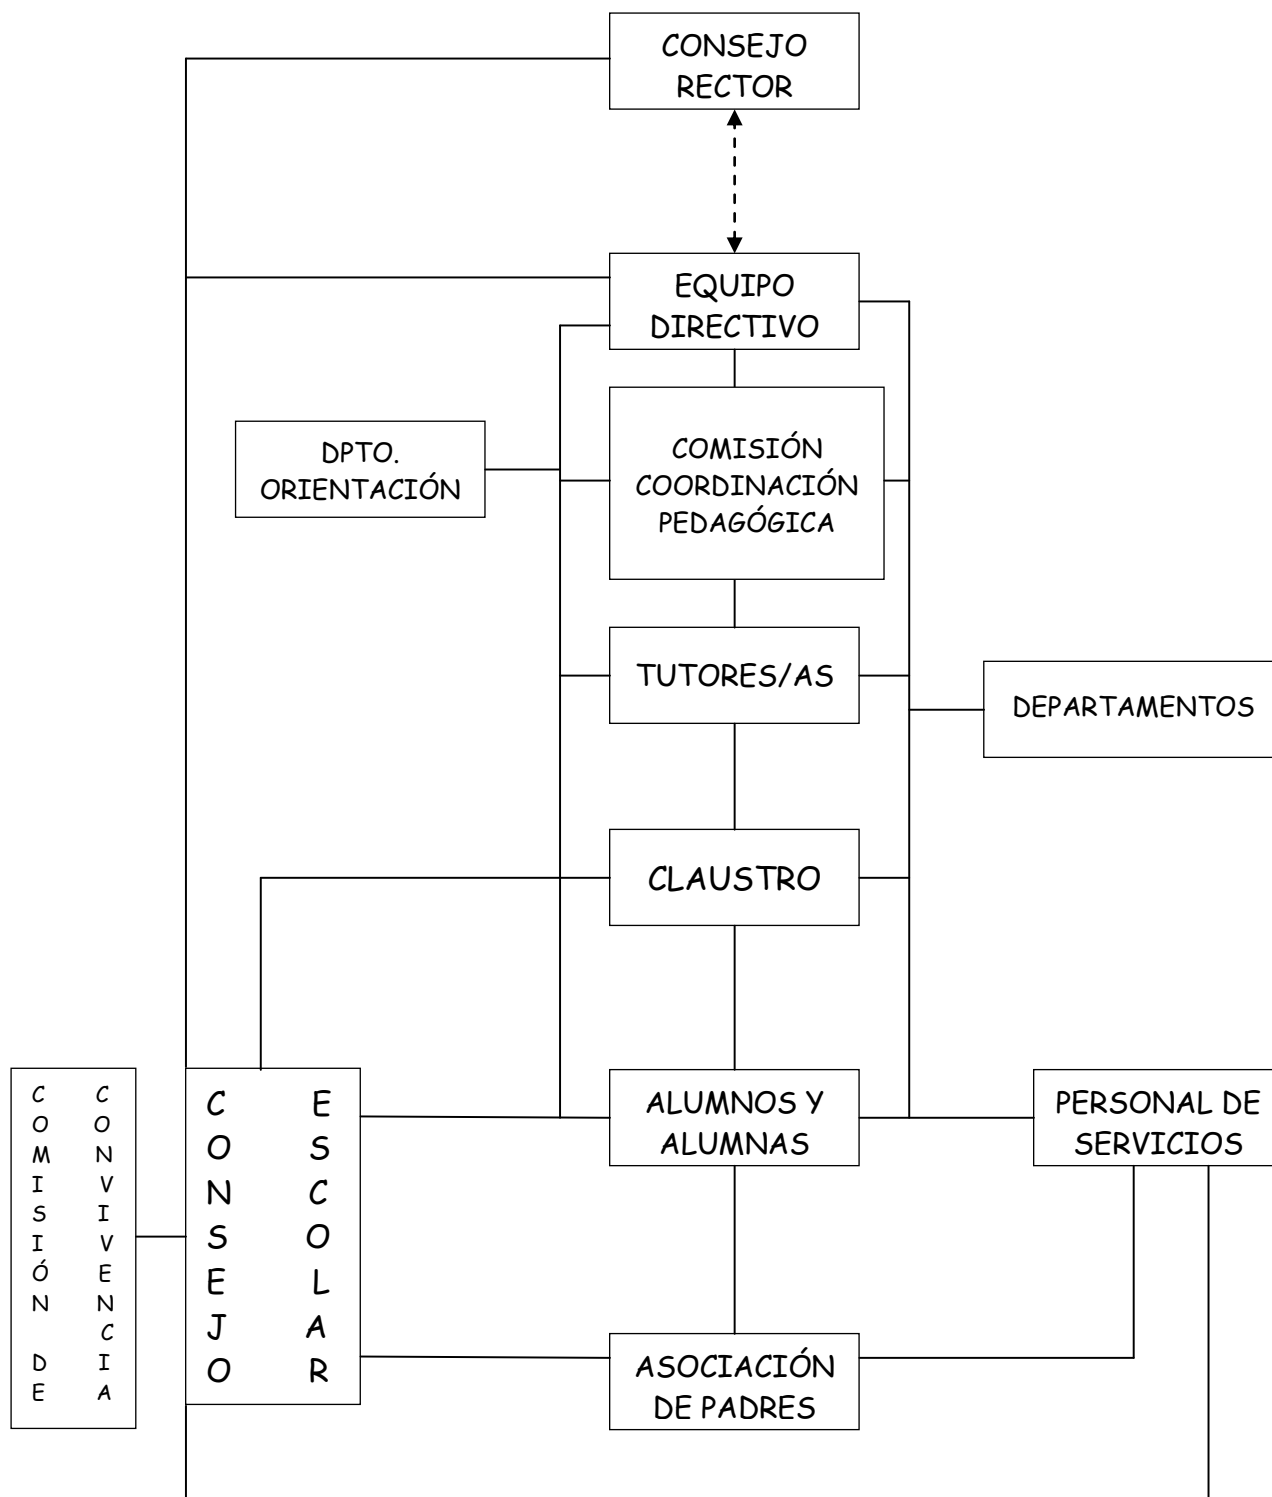 CONSEJO
RECTOR
EQUIPO
DIRECTIVO
DPTO.
ORIENTACIÓN
COMISIÓN
COORDINACIÓN
PEDAGÓGICA
TUTORES/AS
DEPARTAMENTOS
CLAUSTRO
COMISIÓN DE
CONVIVENCIA
CONSEJO
ESCOLAR
ALUMNOS Y
ALUMNAS
PERSONAL DE
SERVICIOS
ASOCIACIÓN
DE PADRES